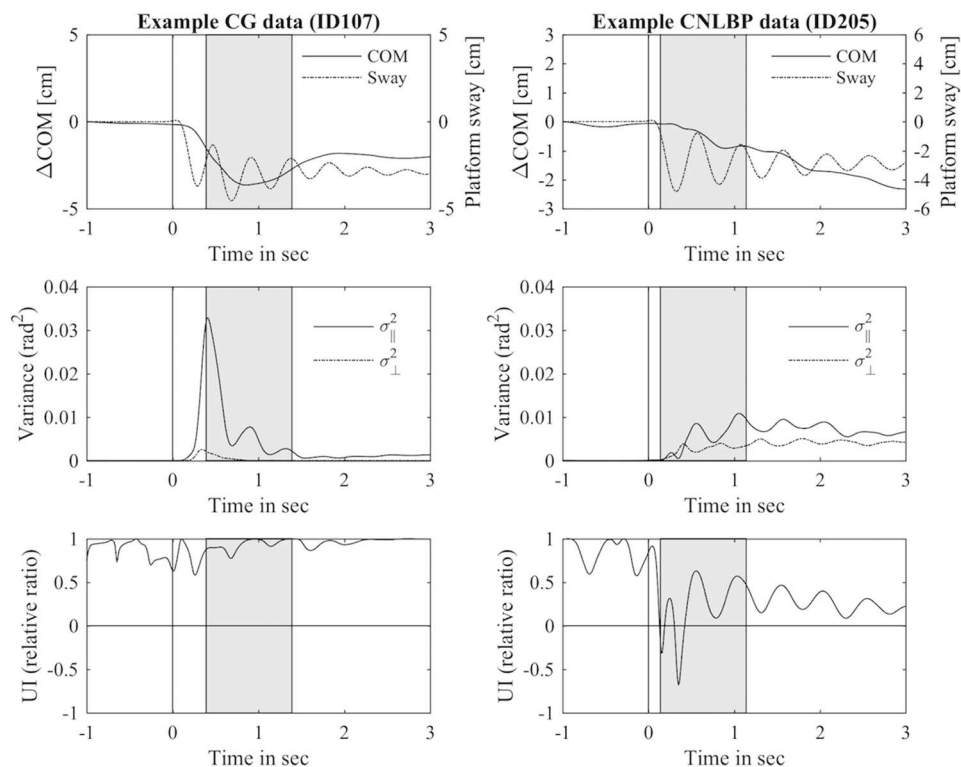 Example CG data (ID107)
5
0
-5
ΔCOM [cm]
COM
Sway
5
0
-5
Platform sway [cm]
-1 0 1 2 3
Time in sec
Example CNLBP data (ID205)
3
2
1
0
-1
-2
-3
ΔCOM [cm]
COM
Sway
6
4
2
0
-2
-4
-6
Platform sway [cm]
-1 0 1 2 3
Time in sec
0.04
0.03
0.02
0.01
0
Variance (rad²)
σ²∥
σ²⊥
-1 0 1 2 3
Time in sec
0.04
0.03
0.02
0.01
0
Variance (rad²)
σ²∥
σ²⊥
-1 0 1 2 3
Time in sec
1
0.5
0
-0.5
-1
UI (relative ratio)
-1 0 1 2 3
Time in sec
1
0.5
0
-0.5
-1
UI (relative ratio)
-1 0 1 2 3
Time in sec